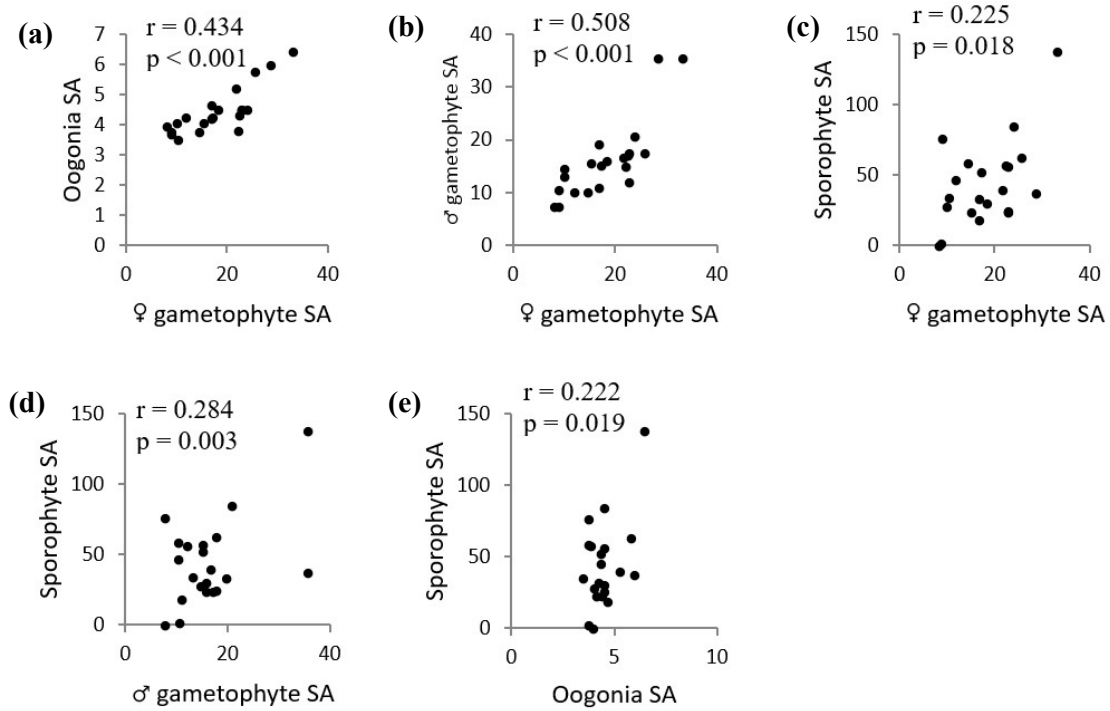 (a)
r = 0.434
p < 0.001
Oogonia SA
7
6
5
4
3
2
1
0
0 20 40
♀ gametophyte SA
(b)
r = 0.508
p < 0.001
♂ gametophyte SA
40
30
20
10
0
0 20 40
♀ gametophyte SA
(c)
r = 0.225
p = 0.018
Sporophyte SA
150
100
50
0
0 20 40
♀ gametophyte SA
(d)
r = 0.284
p = 0.003
Sporophyte SA
150
100
50
0
0 20 40
♂ gametophyte SA
(e)
r = 0.222
p = 0.019
Sporophyte SA
150
100
50
0
0 5 10
Oogonia SA